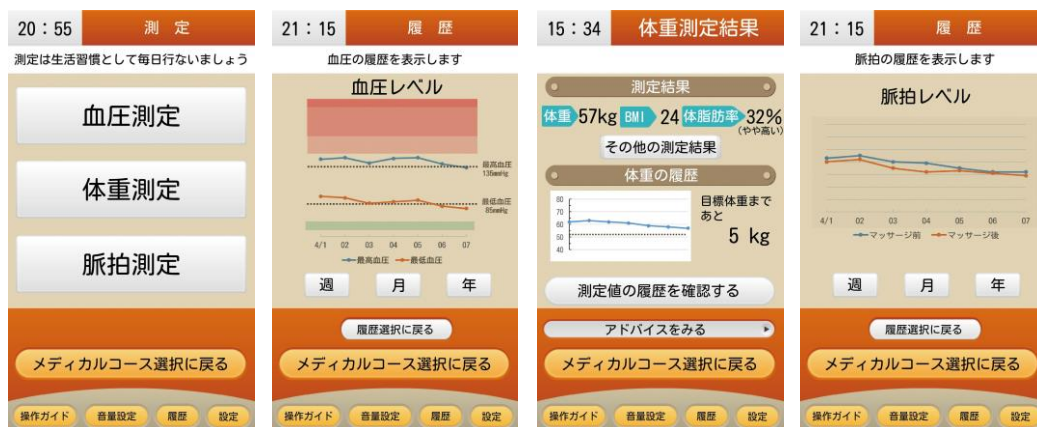 20：55
測　定
測定は生活習慣として毎日行ないましょう
血圧測定
体重測定
脈拍測定
メディカルコース選択に戻る
操作ガイド
音量設定
履歴
設定
21：15
履　歴
血圧の履歴を表示します
血圧レベル
最高血圧
135mmHg
最低血圧
85mmHg
4/1 02 03 04 05 06 07
最高血圧 最低血圧
週
月
年
履歴選択に戻る
メディカルコース選択に戻る
操作ガイド
音量設定
履歴
設定
15：34
体重測定結果
測定結果
体重 57kg BMI 24 体脂肪率 32%
(やや高い)
その他の測定結果
体重の履歴
80
70
60
50
40
目標体重まで
あと
5 kg
測定値の履歴を確認する
アドバイスをみる
メディカルコース選択に戻る
操作ガイド
音量設定
履歴
設定
21：15
履　歴
脈拍の履歴を表示します
脈拍レベル
4/1 02 03 04 05 06 07
マッサージ前 マッサージ後
週
月
年
履歴選択に戻る
メディカルコース選択に戻る
操作ガイド
音量設定
履歴
設定